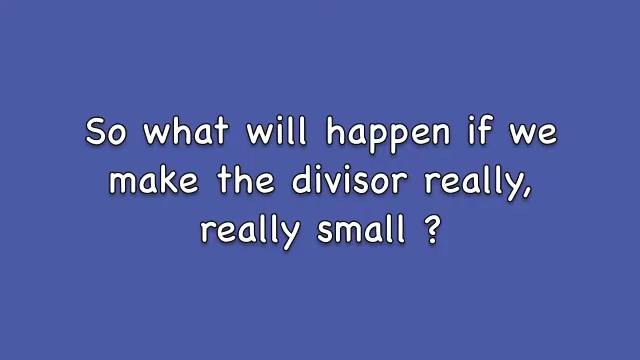 So what will happen if we
make the divisor really,
really small ?